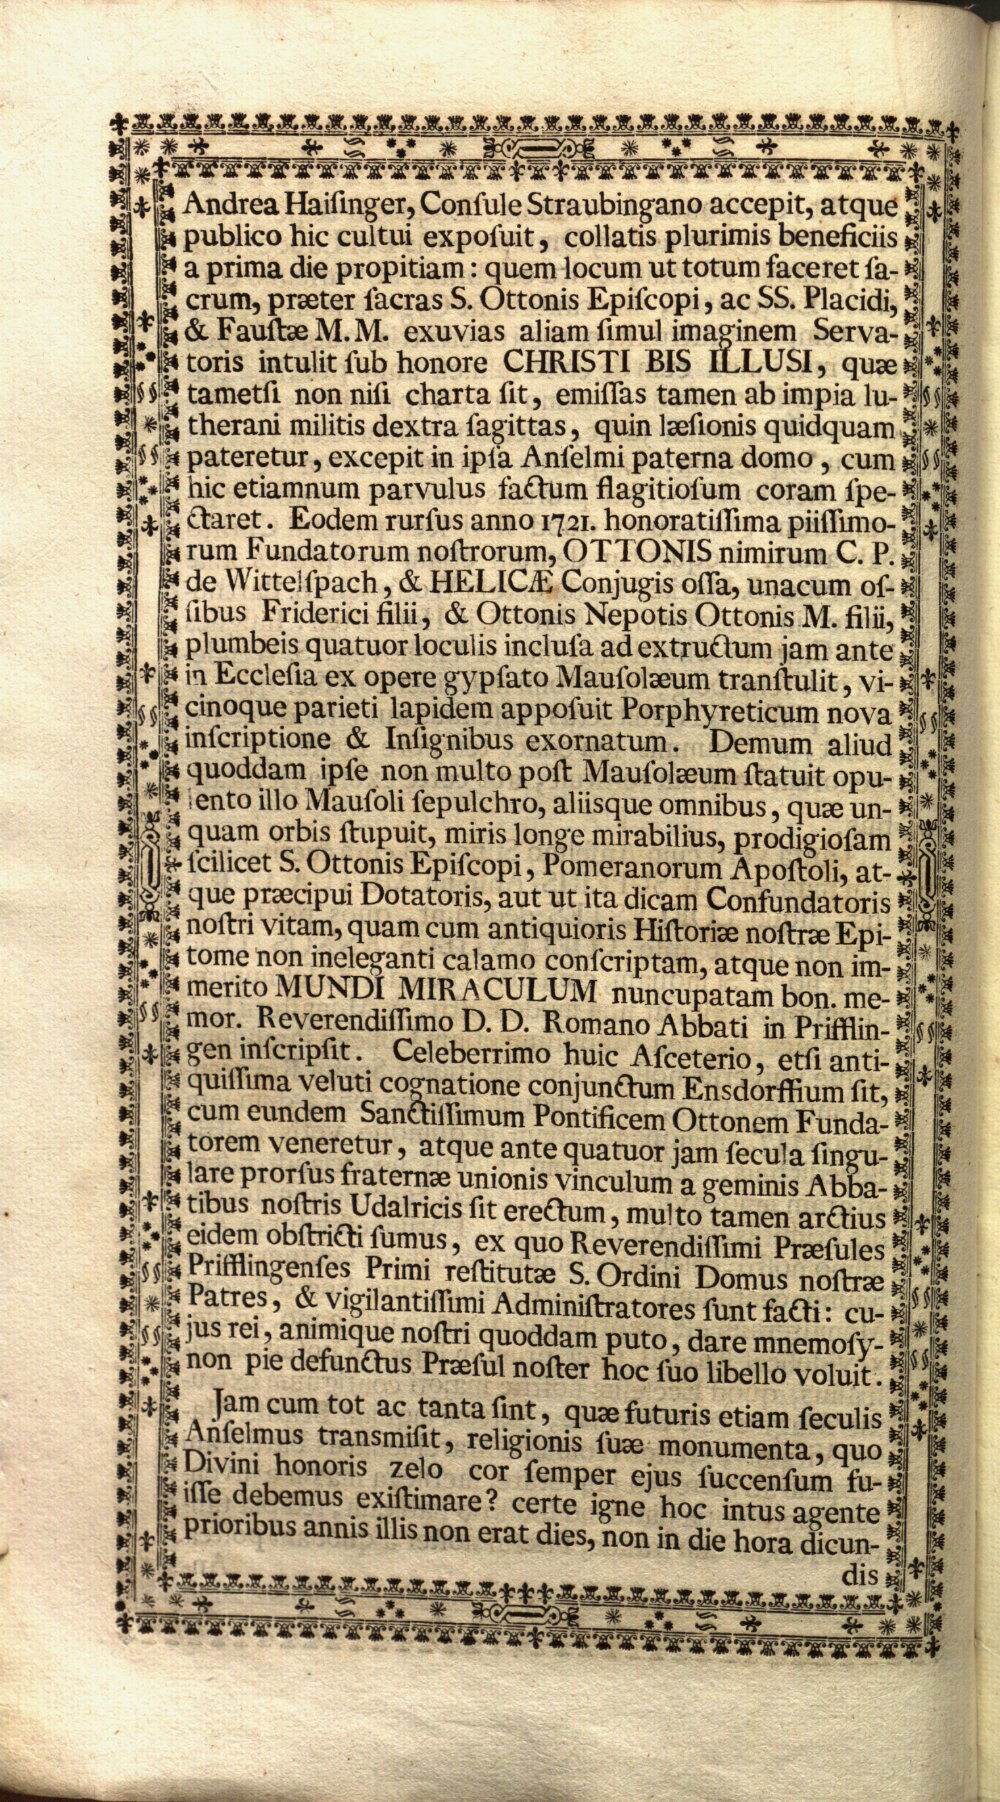 Andrea Haiſinger, Conſule Straubingano accepit, atque
publico hic cultui expoſuit, collatis plurimis beneficiis
a prima die propitiam: quem locum ut totum faceret ſa-
crum, præter ſacras S. Ottonis Epiſcopi, ac SS. Placidi,
& Fauſtæ M. M. exuvias aliam ſimul imaginem Serva-
toris intulit ſub honore CHRISTI BIS ILLUSI, quæ
tametſi non niſi charta ſit, emiſſas tamen ab impia lu-
therani militis dextra ſagittas, quin læſionis quidquam
pateretur, excepit in ipſa Anſelmi paterna domo, cum
hic etiamnum parvulus factum flagitioſum coram ſpe-
ctaret. Eodem rurſus anno 1721. honoratiſſima piiſſimo-
rum Fundatorum noſtrorum, OTTONIS nimirum C. P.
de Wittelſpach, & HELICÆ Conjugis oſſa, unacum oſ-
ſibus Friderici filii, & Ottonis Nepotis Ottonis M. filii,
plumbeis quatuor loculis incluſa ad extructum jam ante
in Eccleſia ex opere gypſato Mauſolæum tranſtulit, vi-
cinoque parieti lapidem appoſuit Porphyreticum nova
inſcriptione & Inſignibus exornatum. Demum aliud
quoddam ipſe non multo poſt Mauſolæum ſtatuit opu-
lento illo Mauſoli ſepulchro, aliisque omnibus, quæ un-
quam orbis ſtupuit, miris longe mirabilius, prodigioſam
ſcilicet S. Ottonis Epiſcopi, Pomeranorum Apoſtoli, at-
que præcipui Dotatoris, aut ut ita dicam Confundatoris
noſtri vitam, quam cum antiquioris Hiſtoriæ noſtræ Epi-
tome non ineleganti calamo conſcriptam, atque non im-
merito MUNDI MIRACULUM nuncupatam bon. me-
mor. Reverendiſſimo D. D. Romano Abbati in Prifflin-
gen inſcripſit. Celeberrimo huic Aſceterio, etſi anti-
quiſſima veluti cognatione conjunctum Ensdorffium ſit,
cum eundem Sanctiſſimum Pontificem Ottonem Funda-
torem veneretur, atque ante quatuor jam ſecula ſingu-
lare prorſus fraternæ unionis vinculum a geminis Abba-
tibus noſtris Udalricis ſit erectum, multo tamen arctius
eidem obſtricti ſumus, ex quo Reverendiſſimi Præſules
Prifflingenſes Primi reſtitutæ S. Ordini Domus noſtræ
Patres, & vigilantiſſimi Adminiſtratores ſunt facti: cu-
jus rei, animique noſtri quoddam puto, dare mnemoſy-
non pie defunctus Præſul noſter hoc ſuo libello voluit.
Jam cum tot ac tanta ſint, quæ futuris etiam ſeculis
Anſelmus transmiſit, religionis ſuæ monumenta, quo
Divini honoris zelo cor ſemper ejus ſuccenſum fu-
iſſe debemus exiſtimare? certe igne hoc intus agente
prioribus annis illis non erat dies, non in die hora dicun-
dis